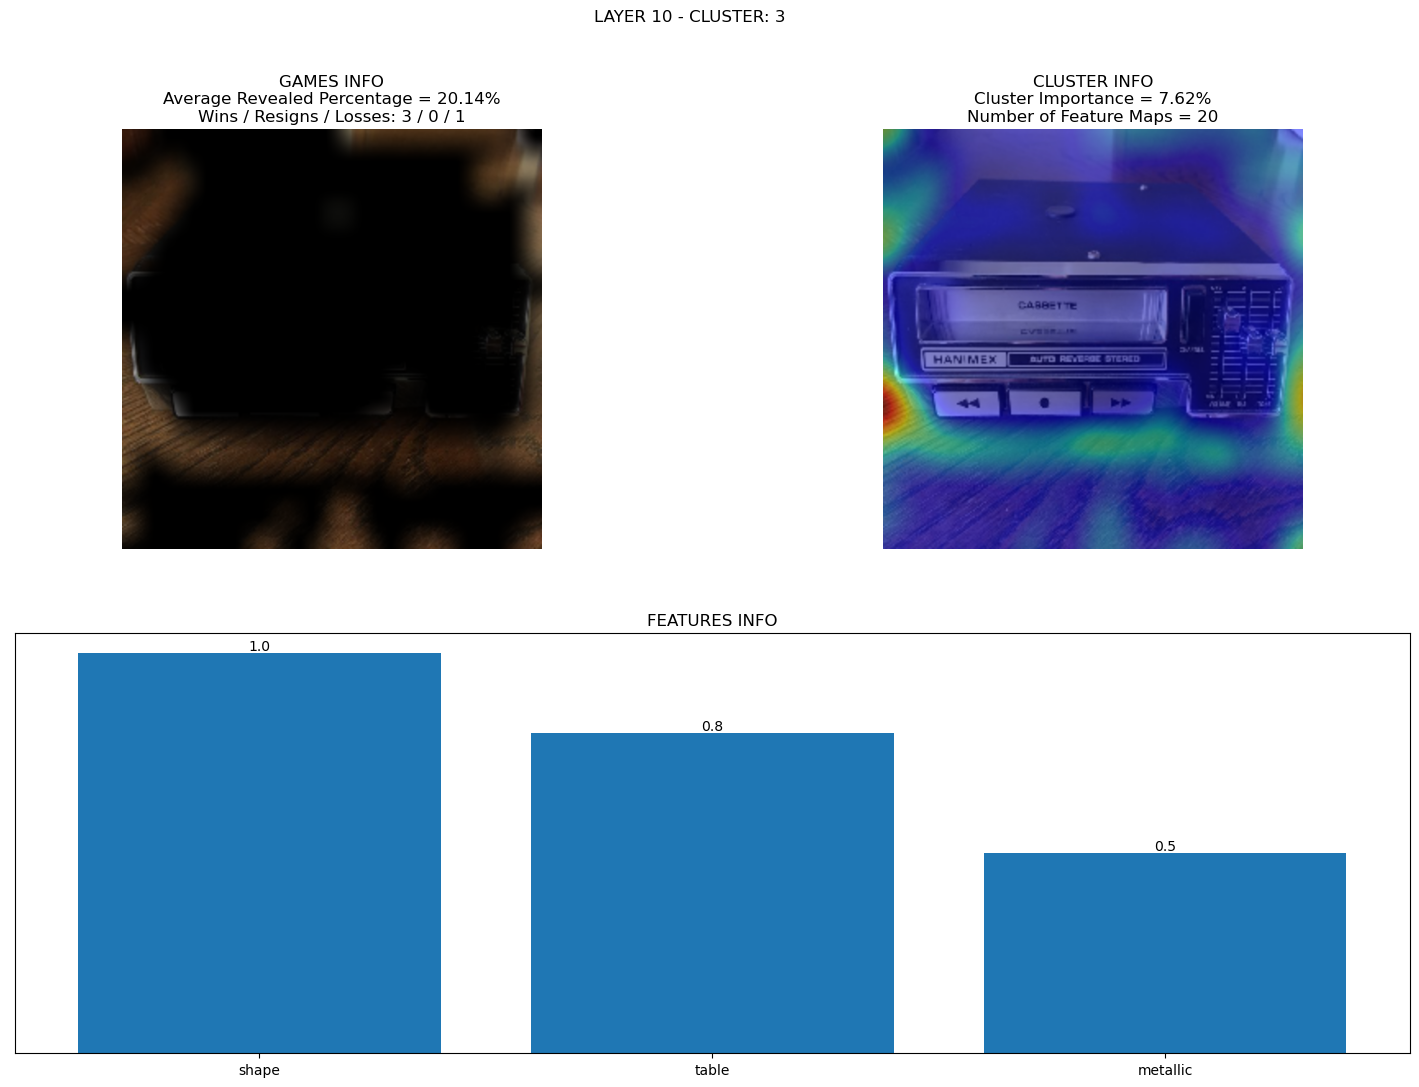 LAYER 10 - CLUSTER: 3
GAMES INFO
Average Revealed Percentage = 20.14%
Wins / Resigns / Losses: 3 / 0 / 1
CLUSTER INFO
Cluster Importance = 7.62%
Number of Feature Maps = 20
CASSETTE
HANIMEX AUTO REVERSE STEREO
FEATURES INFO
1.0
0.8
0.5
shape
table
metallic